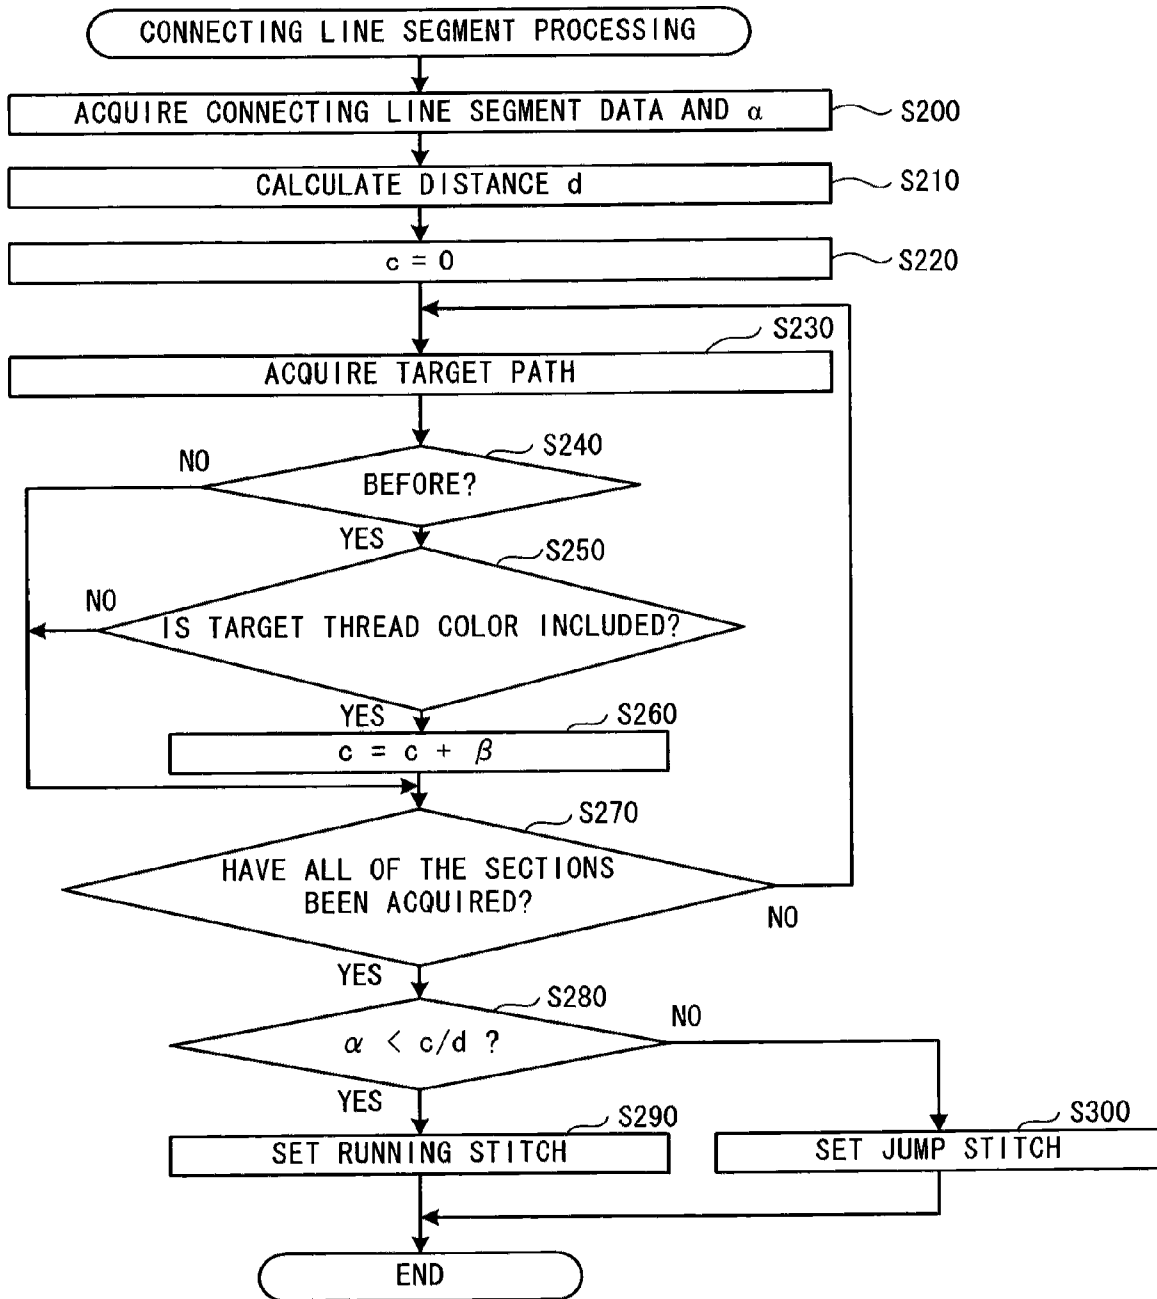 CONNECTING LINE SEGMENT PROCESSING
ACQUIRE CONNECTING LINE SEGMENT DATA AND α
S200
CALCULATE DISTANCE d
S210
c = 0
S220
S230
ACQUIRE TARGET PATH
S240
NO
BEFORE?
YES
S250
NO
IS TARGET THREAD COLOR INCLUDED?
YES
S260
c = c + β
S270
HAVE ALL OF THE SECTIONS
BEEN ACQUIRED?
NO
YES
S280
NO
α < c/d ?
YES
S290
S300
SET RUNNING STITCH
SET JUMP STITCH
END